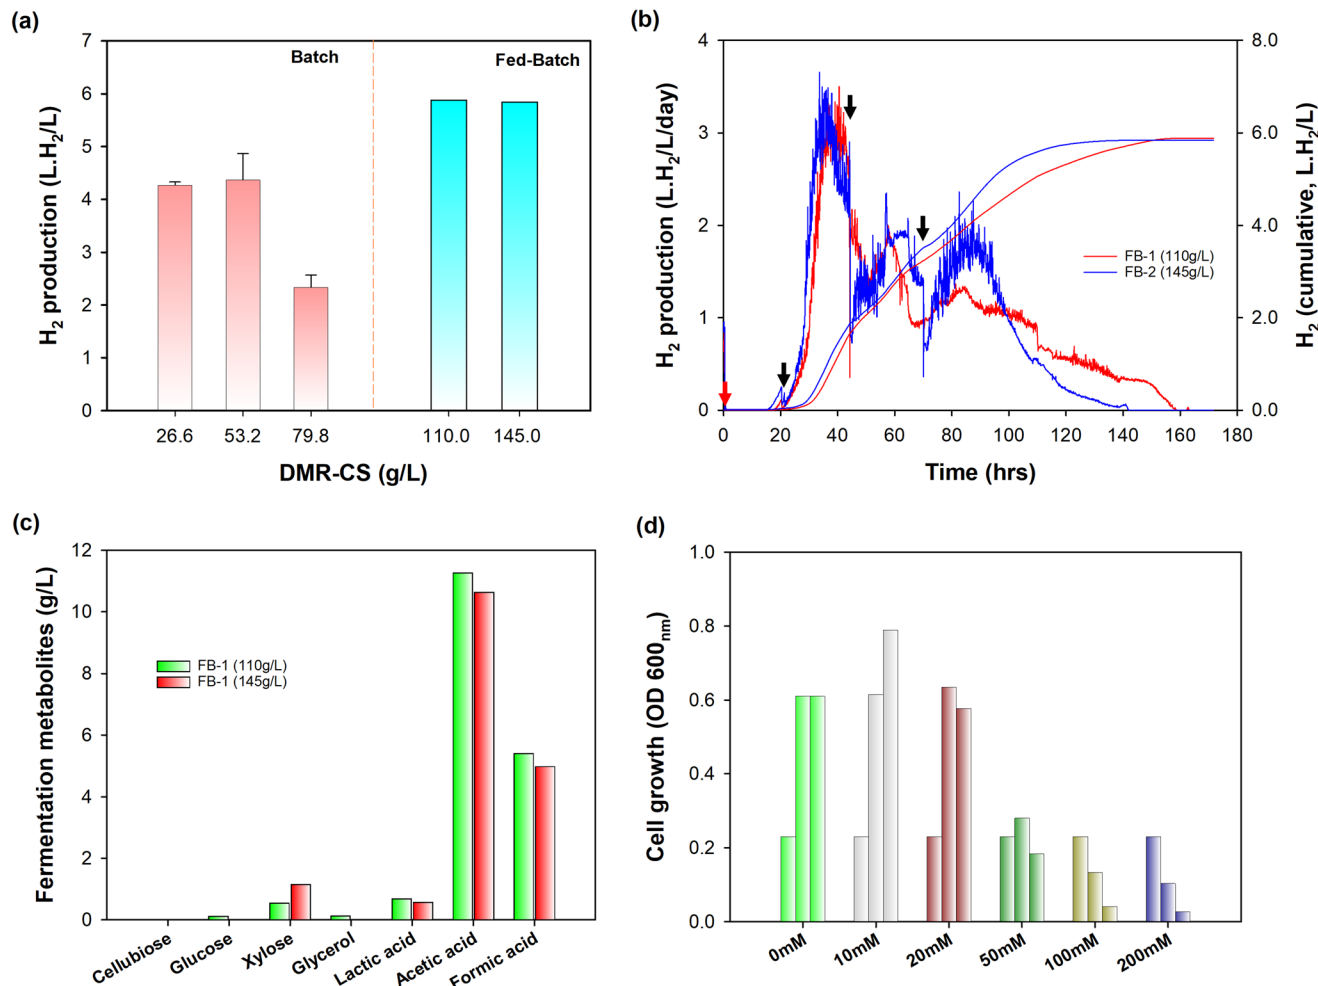 (a)
7
6
5
4
3
2
1
0
H2 production (L.H2/L)
Batch
Fed-Batch
26.6
53.2
79.8
110.0
145.0
DMR-CS (g/L)
(b)
4
3
2
1
0
H2 production (L.H2/L/day)
8.0
6.0
4.0
2.0
0.0
H2 (cumulative, L.H2/L)
FB-1 (110g/L)
FB-2 (145g/L)
0
20
40
60
80
100
120
140
160
180
Time (hrs)
(c)
12
10
8
6
4
2
0
Fermentation metabolites (g/L)
FB-1 (110g/L)
FB-1 (145g/L)
Cellubiose
Glucose
Xylose
Glycerol
Lactic acid
Acetic acid
Formic acid
(d)
1.0
0.8
0.6
0.4
0.2
0.0
Cell growth (OD 600nm)
0mM
10mM
20mM
50mM
100mM
200mM